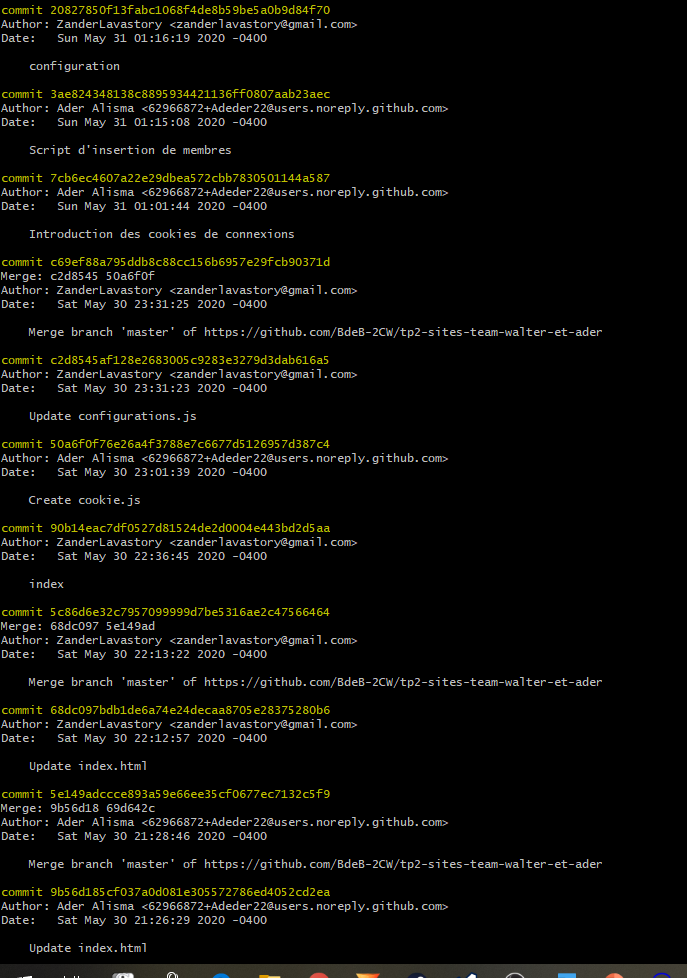 commit 20827850f13fabc1068f4de8b59be5a0b9d84f70
Author: ZanderLavastory <zanderlavastory@gmail.com>
Date:   Sun May 31 01:16:19 2020 -0400
configuration
commit 3ae824348138c8895934421136ff0807aab23aec
Author: Ader Alisma <62966872+Adeder22@users.noreply.github.com>
Date:   Sun May 31 01:15:08 2020 -0400
Script d'insertion de membres
commit 7cb6ec4607a22e29dbea572cbb7830501144a587
Author: Ader Alisma <62966872+Adeder22@users.noreply.github.com>
Date:   Sun May 31 01:01:44 2020 -0400
Introduction des cookies de connexions
commit c69ef88a795ddb8c88cc156b6957e29fcb90371d
Merge: c2d8545 50a6f0f
Author: ZanderLavastory <zanderlavastory@gmail.com>
Date:   Sat May 30 23:31:25 2020 -0400
Merge branch 'master' of https://github.com/BdeB-2CW/tp2-sites-team-walter-et-ader
commit c2d8545af128e2683005c9283e3279d3dab616a5
Author: ZanderLavastory <zanderlavastory@gmail.com>
Date:   Sat May 30 23:31:23 2020 -0400
Update configurations.js
commit 50a6f0f76e26a4f3788e7c6677d5126957d387c4
Author: Ader Alisma <62966872+Adeder22@users.noreply.github.com>
Date:   Sat May 30 23:01:39 2020 -0400
Create cookie.js
commit 90b14eac7df0527d81524de2d0004e443bd2d5aa
Author: ZanderLavastory <zanderlavastory@gmail.com>
Date:   Sat May 30 22:36:45 2020 -0400
index
commit 5c86d6e32c7957099999d7be5316ae2c47566464
Merge: 68dc097 5e149ad
Author: ZanderLavastory <zanderlavastory@gmail.com>
Date:   Sat May 30 22:13:22 2020 -0400
Merge branch 'master' of https://github.com/BdeB-2CW/tp2-sites-team-walter-et-ader
commit 68dc097bdb1de6a74e24decaa8705e28375280b6
Author: ZanderLavastory <zanderlavastory@gmail.com>
Date:   Sat May 30 22:12:57 2020 -0400
Update index.html
commit 5e149adccce893a59e66ee35cf0677ec7132c5f9
Merge: 9b56d18 69d642c
Author: Ader Alisma <62966872+Adeder22@users.noreply.github.com>
Date:   Sat May 30 21:28:46 2020 -0400
Merge branch 'master' of https://github.com/BdeB-2CW/tp2-sites-team-walter-et-ader
commit 9b56d185cf037a0d081e305572786ed4052cd2ea
Author: Ader Alisma <62966872+Adeder22@users.noreply.github.com>
Date:   Sat May 30 21:26:29 2020 -0400
Update index.html